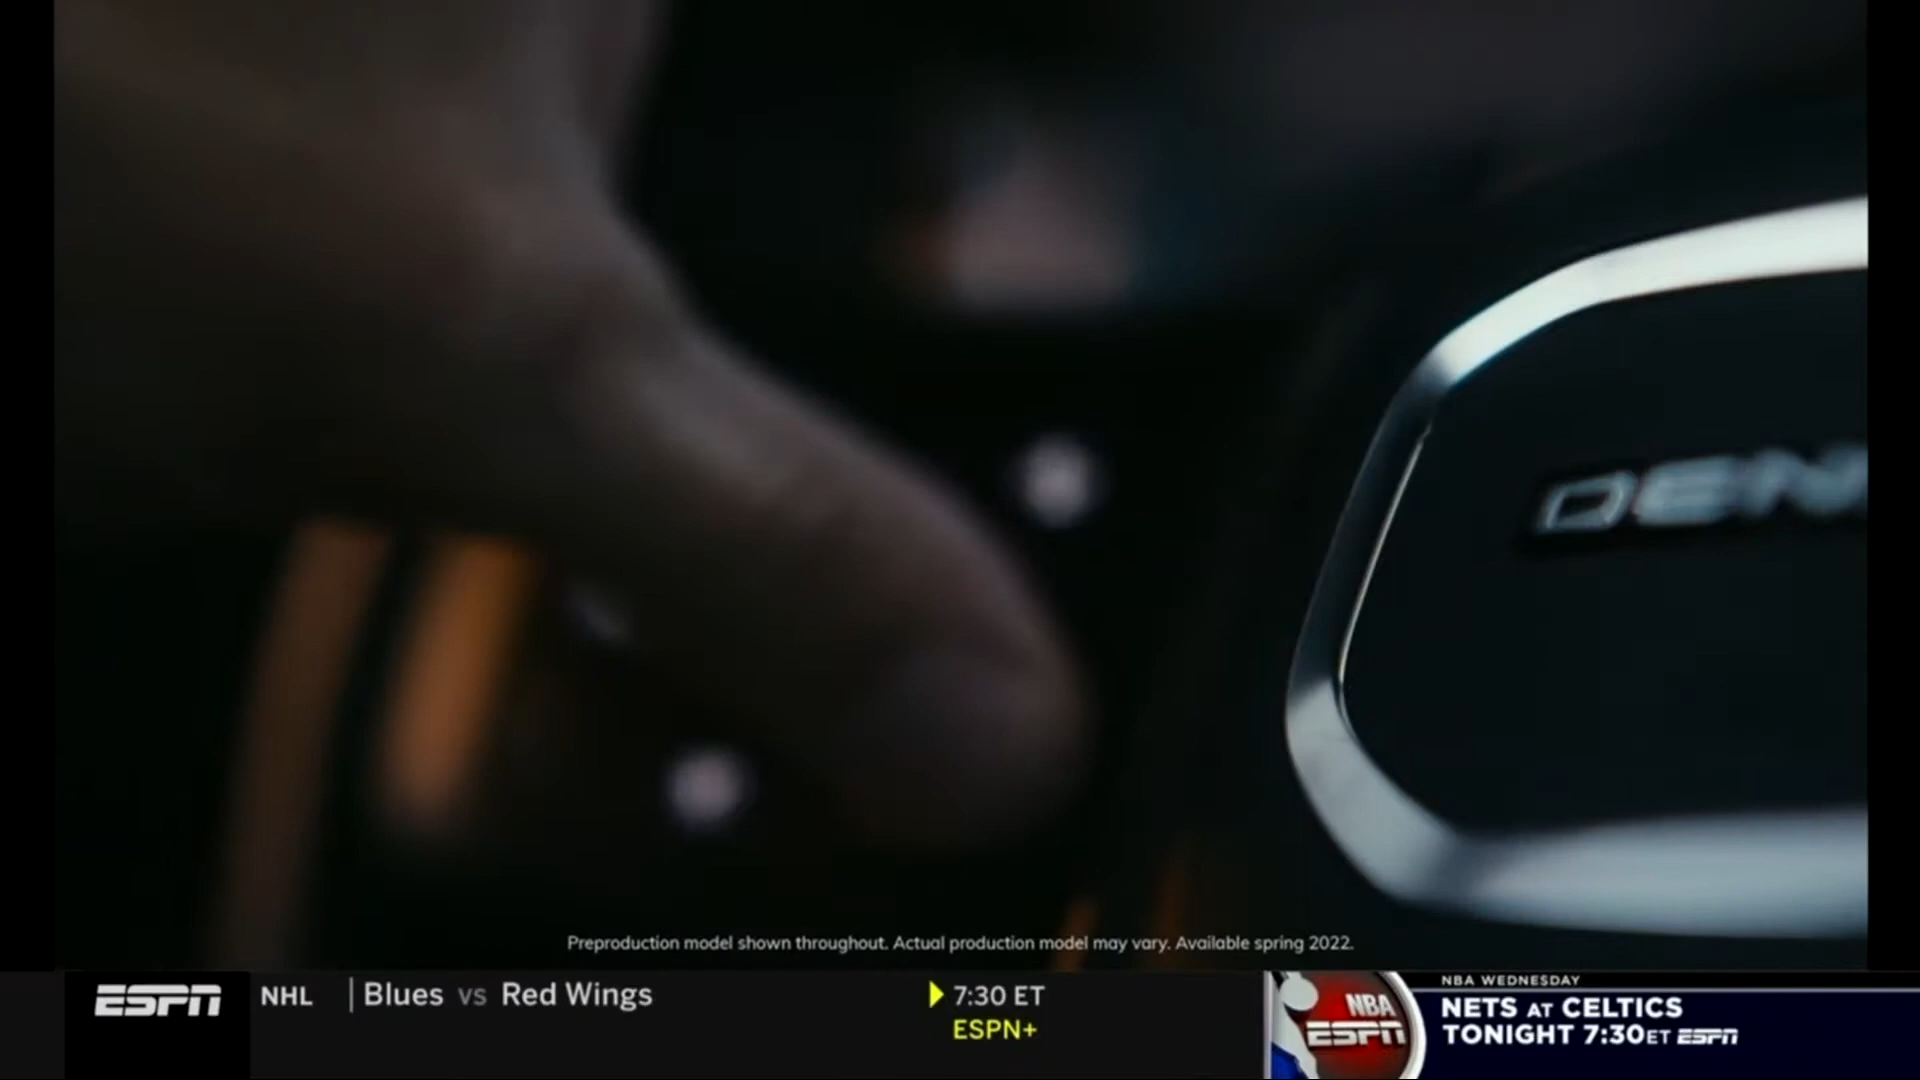 DEN
Preproduction model shown throughout. Actual production model may vary. Available spring 2022.
ESPN
NHL | Blues vs Red Wings
7:30 ET
ESPN+
NBA
ESPN
NBA WEDNESDAY
NETS AT CELTICS
TONIGHT 7:30ET ESPN